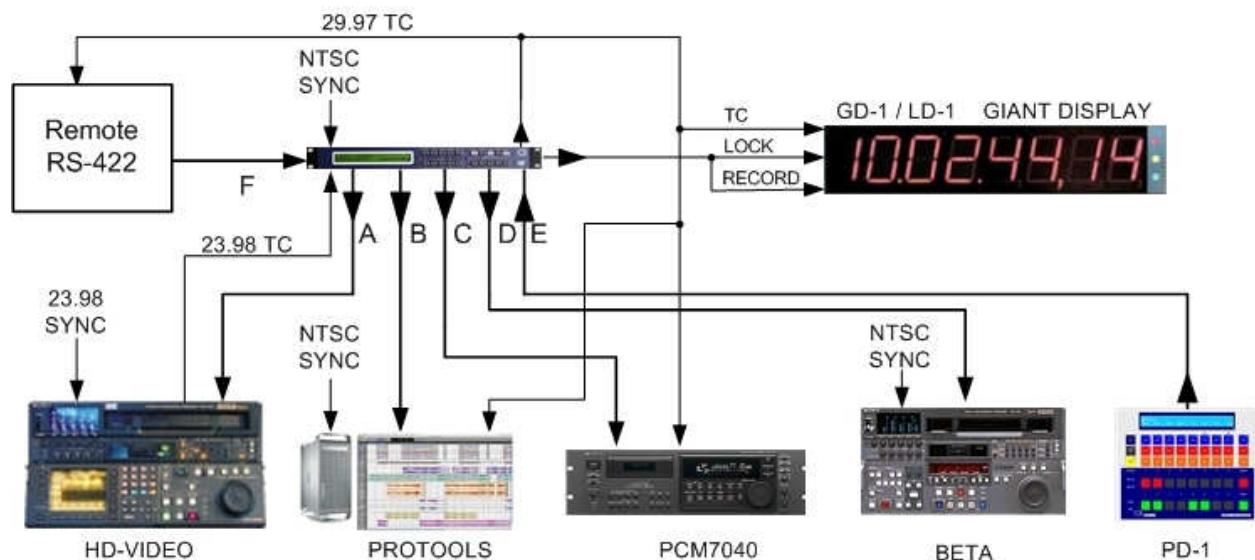 29.97 TC
NTSC
SYNC
GD-1 / LD-1 GIANT DISPLAY
TC
Remote
RS-422
LOCK
10.02.44,14
RECORD
F
A
B
C
D
E
23.98 TC
23.98
SYNC
NTSC
SYNC
NTSC
SYNC
HD-VIDEO
PROTOOLS
PCM7040
BETA
PD-1